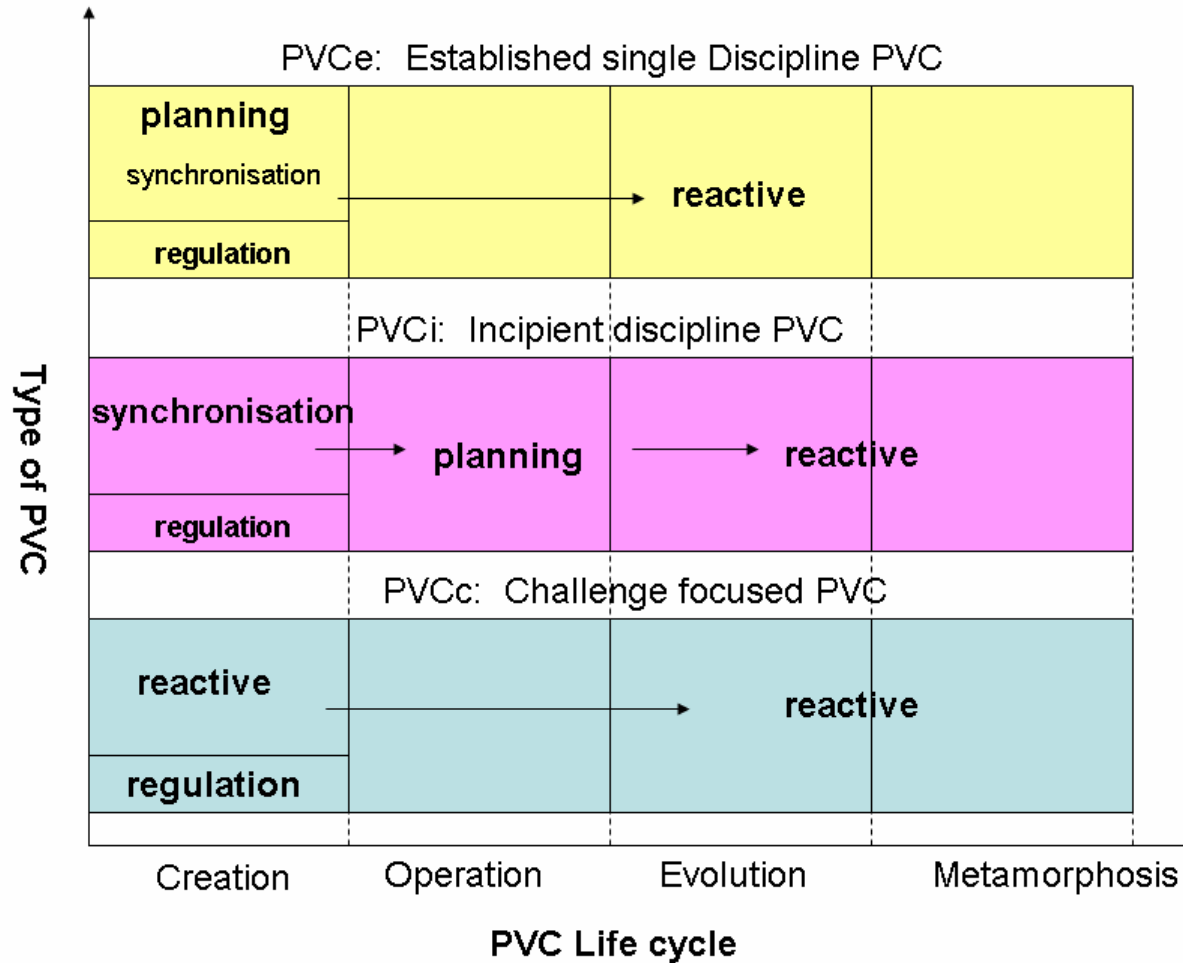 PVCe: Established single Discipline PVC
planning
synchronisation
reactive
regulation
PVCi: Incipient discipline PVC
synchronisation
planning
reactive
regulation
PVCc: Challenge focused PVC
reactive
reactive
regulation
Type of PVC
Creation
Operation
Evolution
Metamorphosis
PVC Life cycle